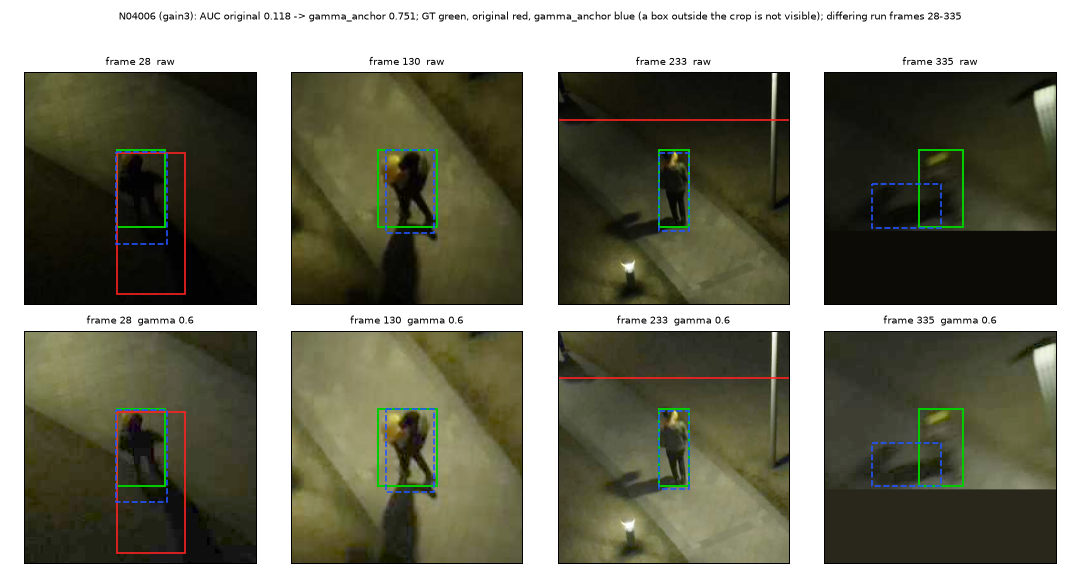 N04006 (gain3): AUC original 0.118 -> gamma_anchor 0.751; GT green, original red, gamma_anchor blue (a box outside the crop is not visible); differing run frames 28-335
frame 28  raw
frame 130  raw
frame 233  raw
frame 335  raw
frame 28  gamma 0.6
frame 130  gamma 0.6
frame 233  gamma 0.6
frame 335  gamma 0.6